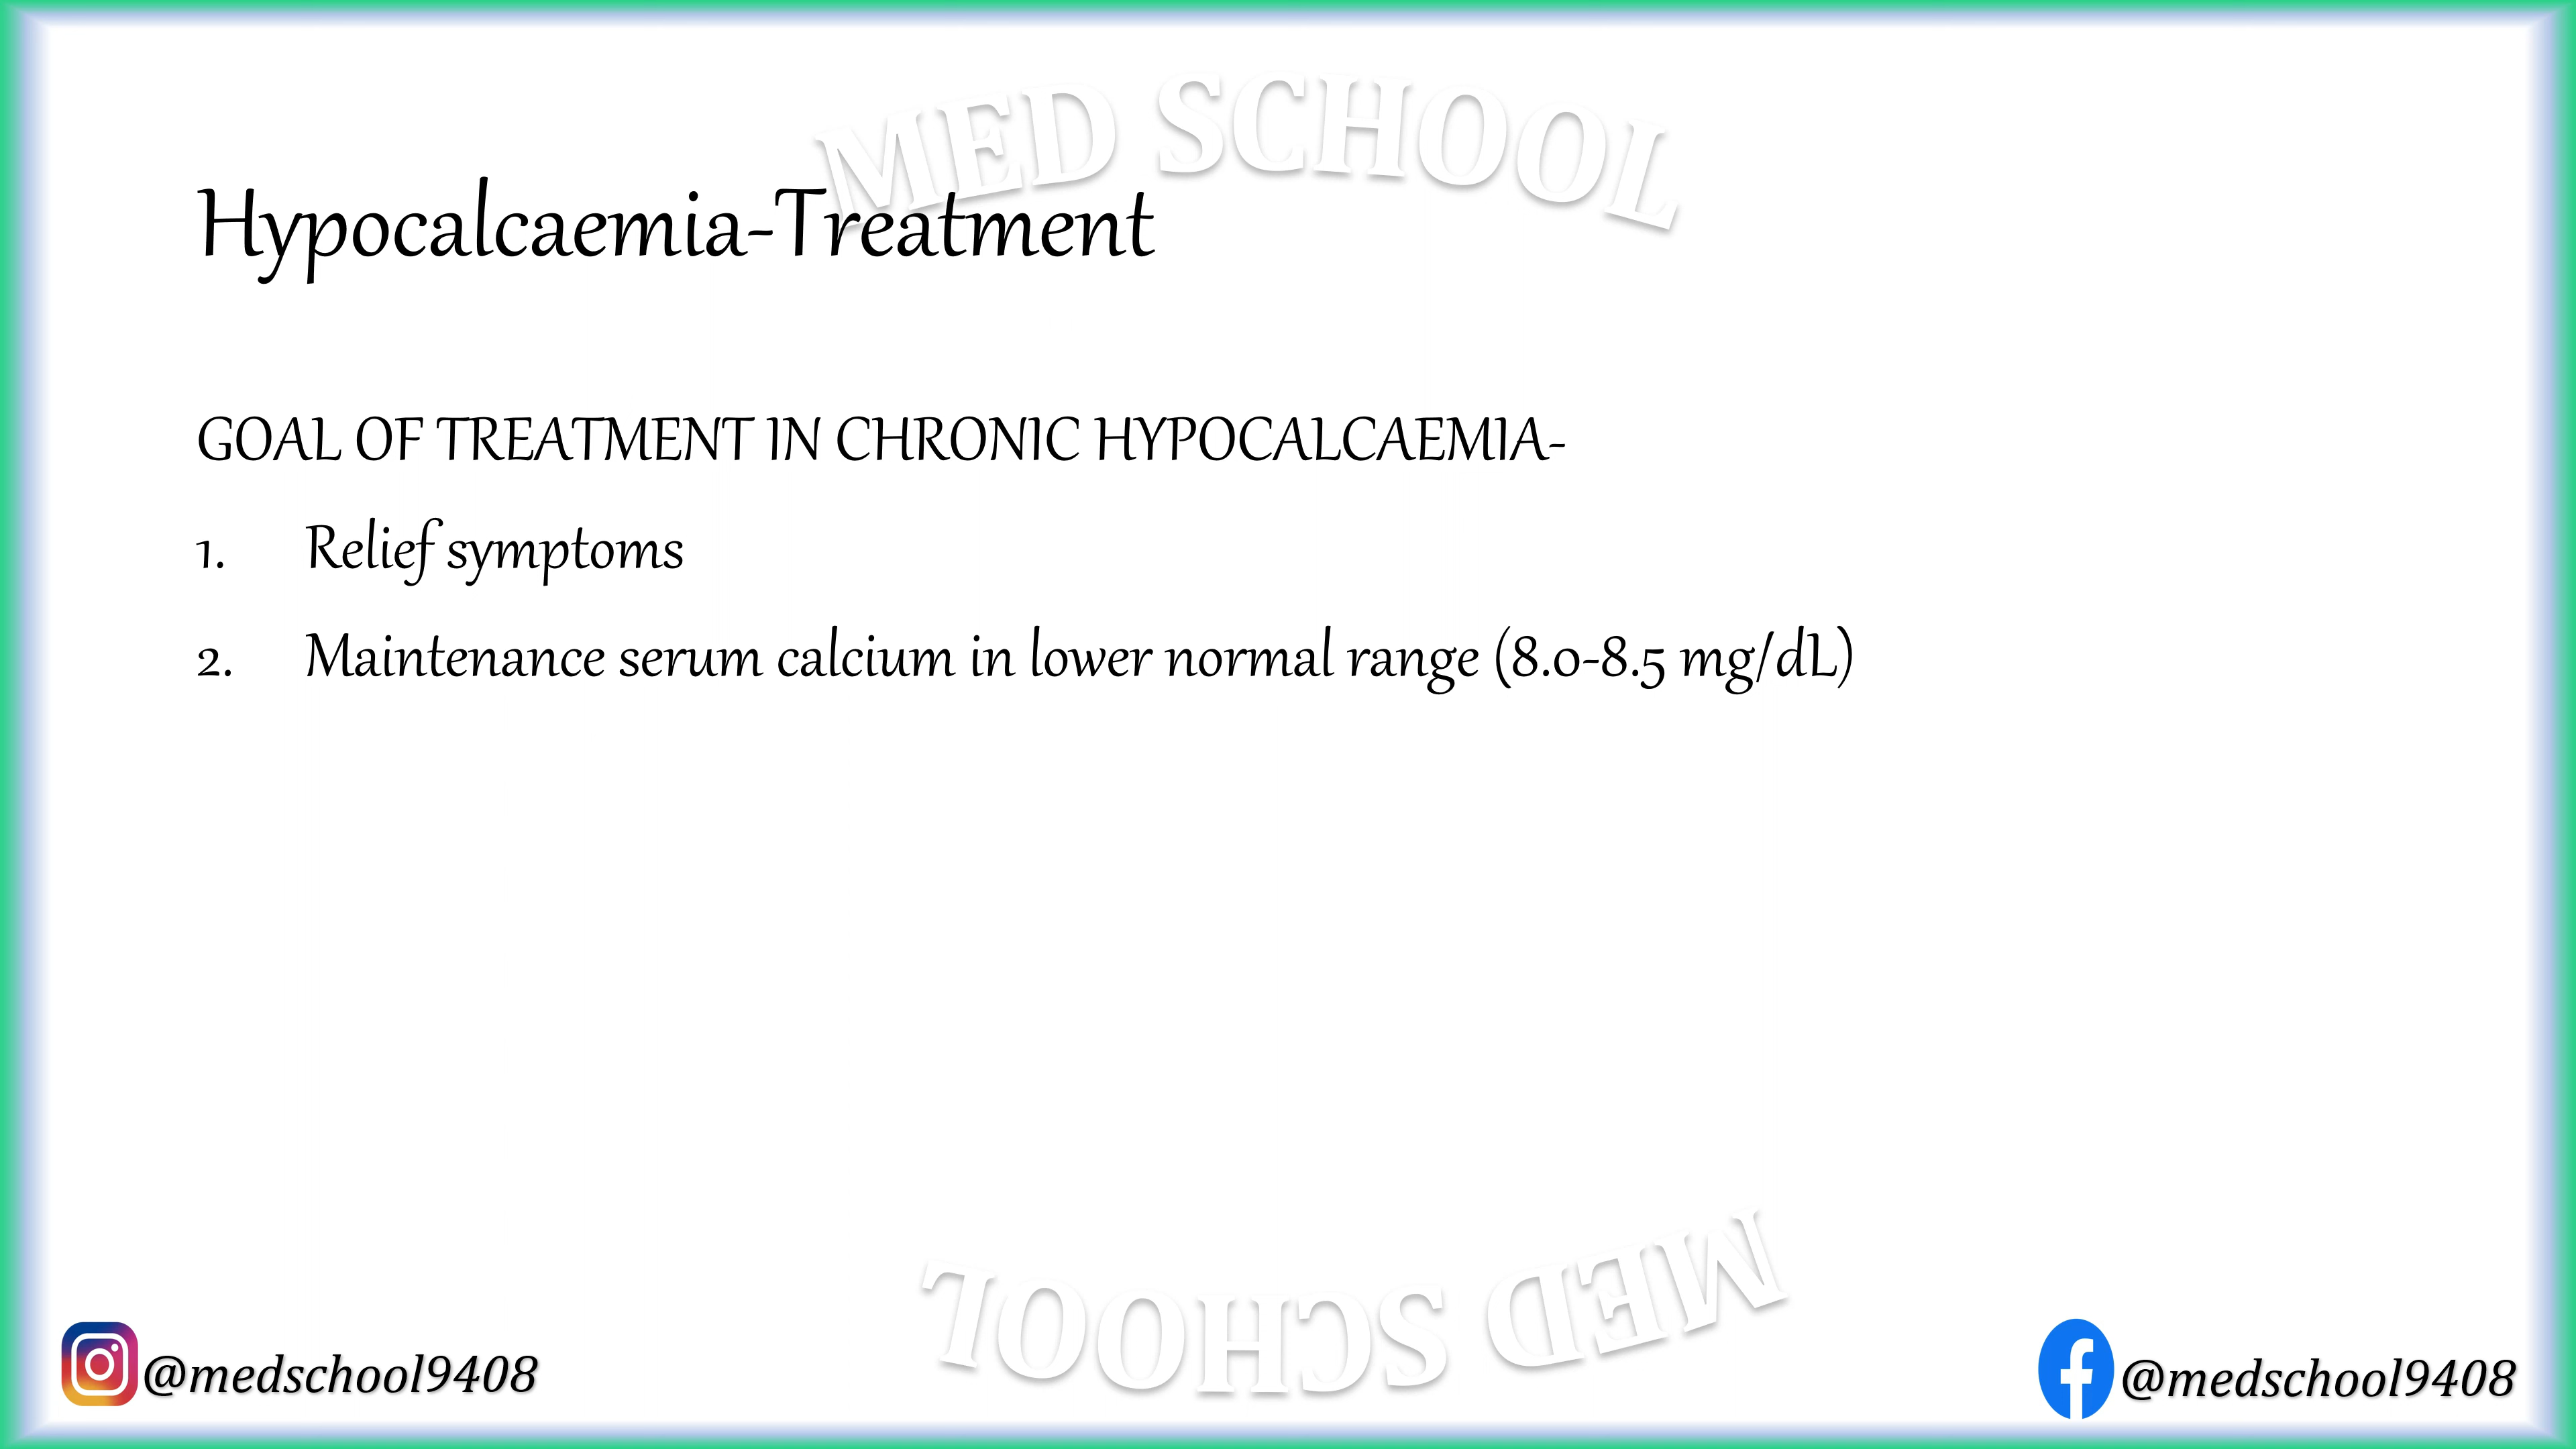 MED SCHOOL
Hypocalcaemia-Treatment
GOAL OF TREATMENT IN CHRONIC HYPOCALCAEMIA-
1. Relief symptoms
2. Maintenance serum calcium in lower normal range (8.0-8.5 mg/dL)
MED SCHOOL
@medschool9408
@medschool9408